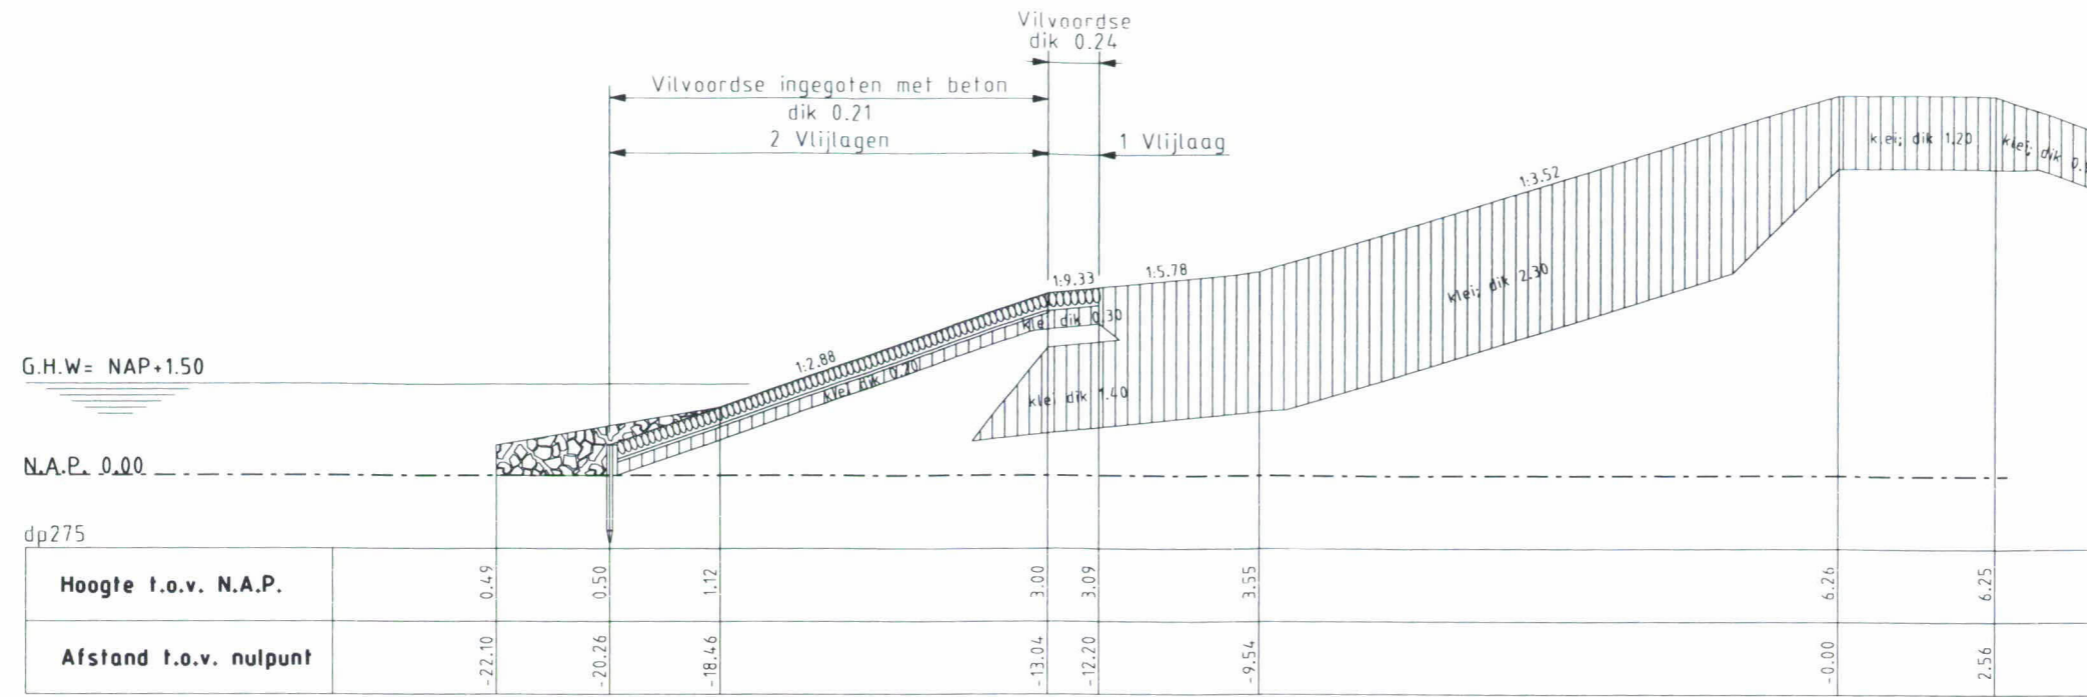 Vilvoordse
dik 0.24
Vilvoordse ingegoten met beton
dik 0.21
2 Vlijlagen
1 Vlijlaag
klei; dik 1.20
klei; dik
1:3.52
1:9.33
1:5.78
klei; dik 2.30
klei dik 0.30
G.H.W= NAP+1.50
1:2.88
klei dik 0.20
klei dik 1.40
N.A.P. 0.00
dp275
Hoogte t.o.v. N.A.P. 0.49 0.50 1.12 3.00 3.09 3.55 6.26 6.25
Afstand t.o.v. nulpunt -22.10 -20.26 -18.46 -13.04 -12.20 -9.54 -0.00 2.56